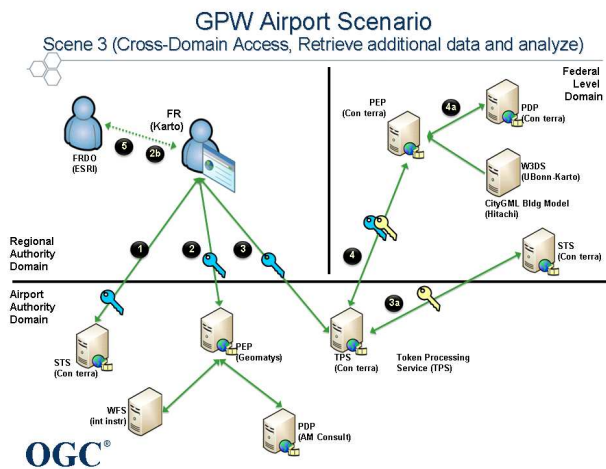 GPW Airport Scenario
Scene 3 (Cross-Domain Access, Retrieve additional data and analyze)
Federal
Level
Domain
PEP
(Con terra)
4a
PDP
(Con terra)
FR
(Karto)
FRDO
(ESRI)
5
2b
W3DS
(UBonn-Karto)
CityGML Bldg Model
(Hitachi)
STS
(Con terra)
Regional
Authority
Domain
1
2
3
4
Airport
Authority
Domain
3a
STS
(Con terra)
PEP
(Geomatys)
TPS
(Con terra)
Token Processing
Service (TPS)
WFS
(int instr)
PDP
(AM Consult)
OGC®